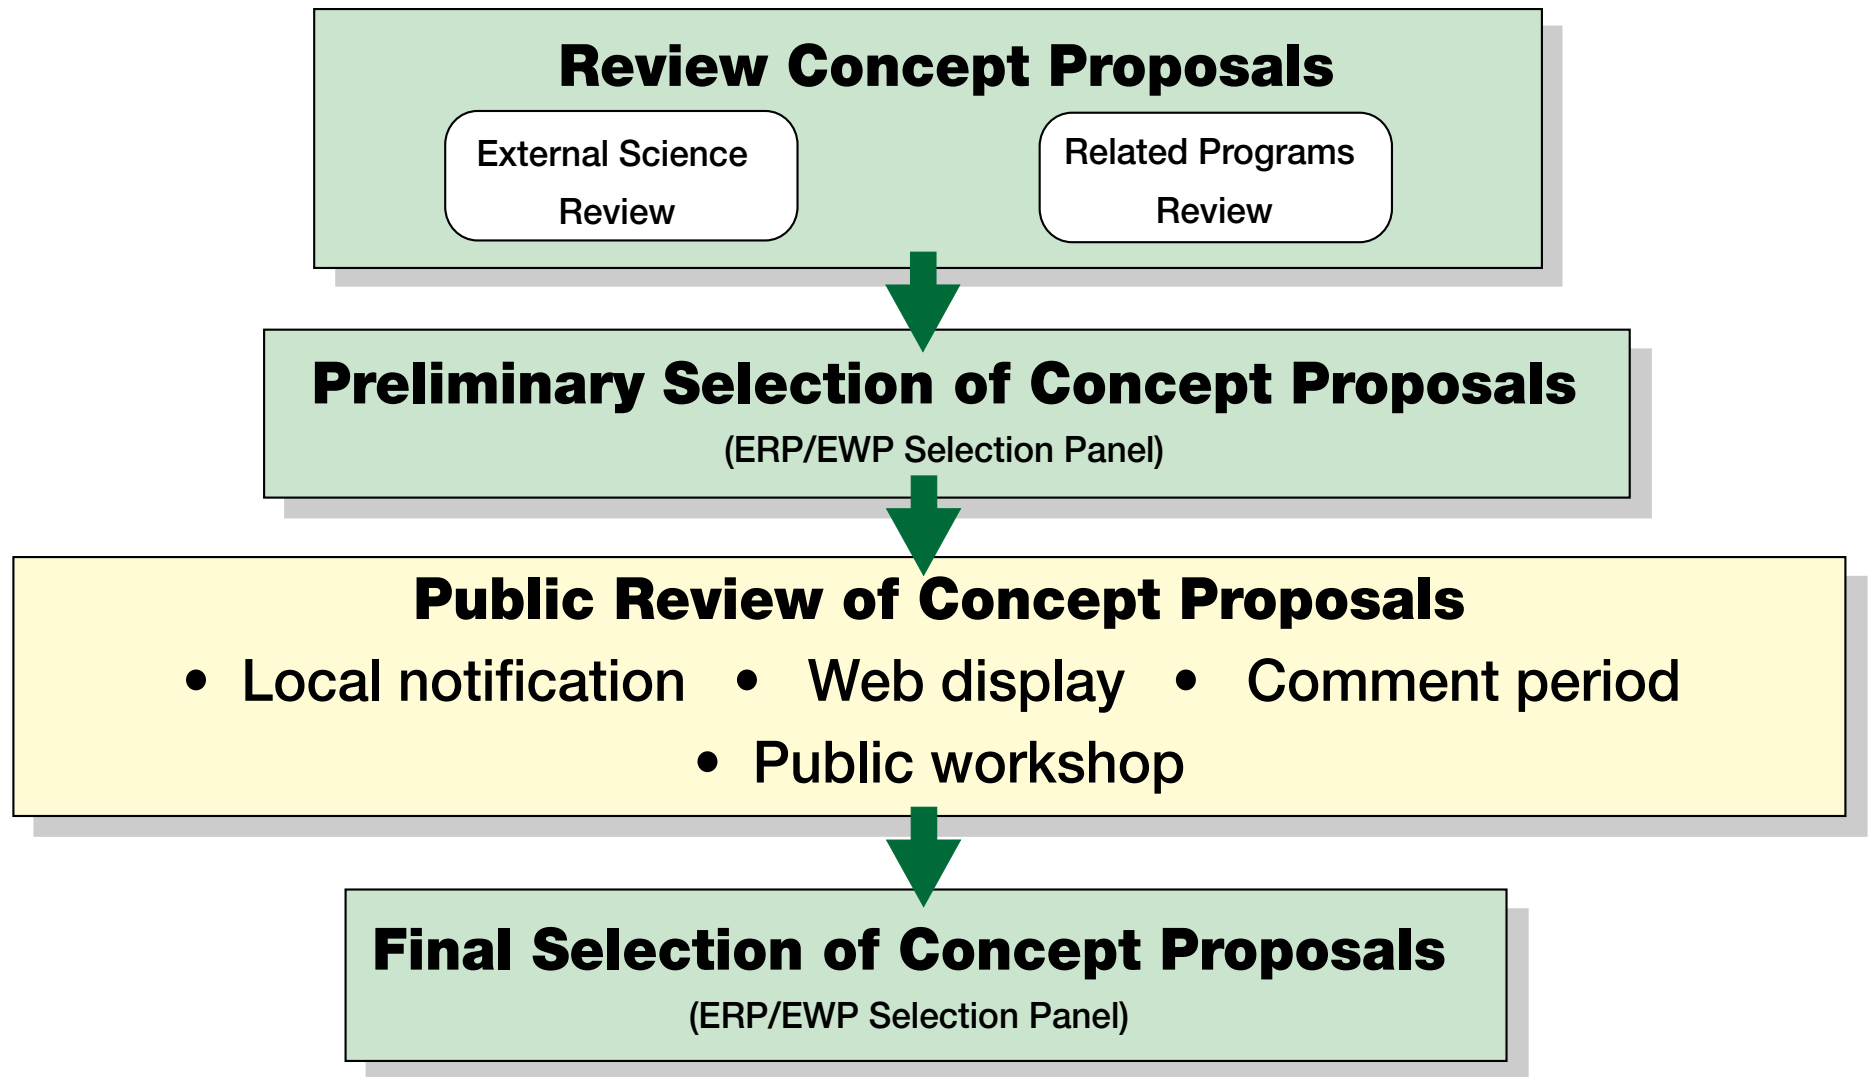 Review Concept Proposals
External Science
Review
Related Programs
Review
Preliminary Selection of Concept Proposals
(ERP/EWP Selection Panel)
Public Review of Concept Proposals
• Local notification • Web display • Comment period
• Public workshop
Final Selection of Concept Proposals
(ERP/EWP Selection Panel)